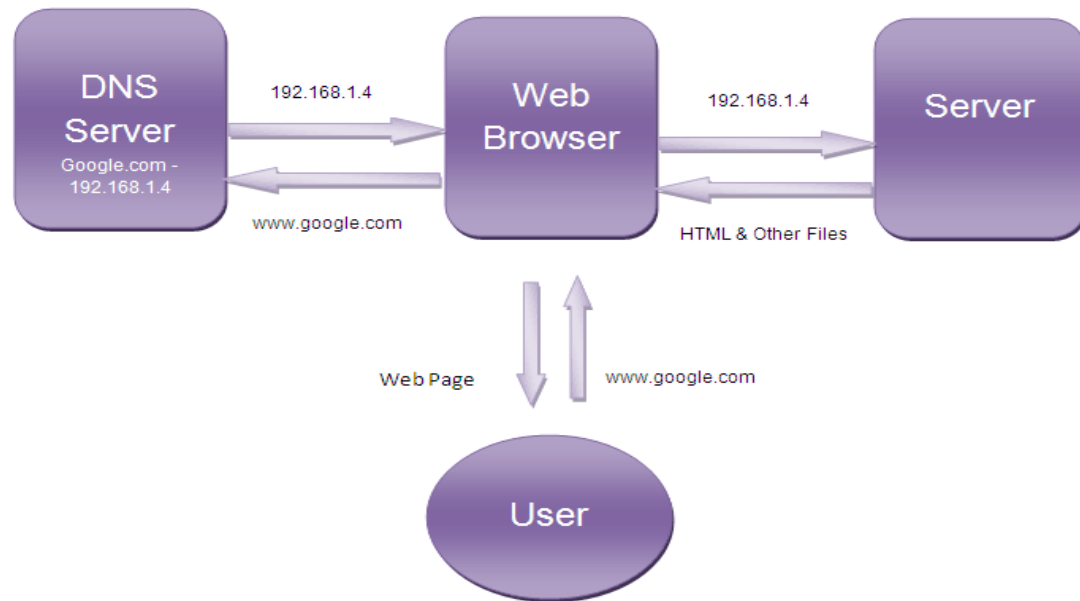 DNS
Server
Google.com -
192.168.1.4
192.168.1.4
www.google.com
Web
Browser
192.168.1.4
HTML & Other Files
Server
Web Page
www.google.com
User